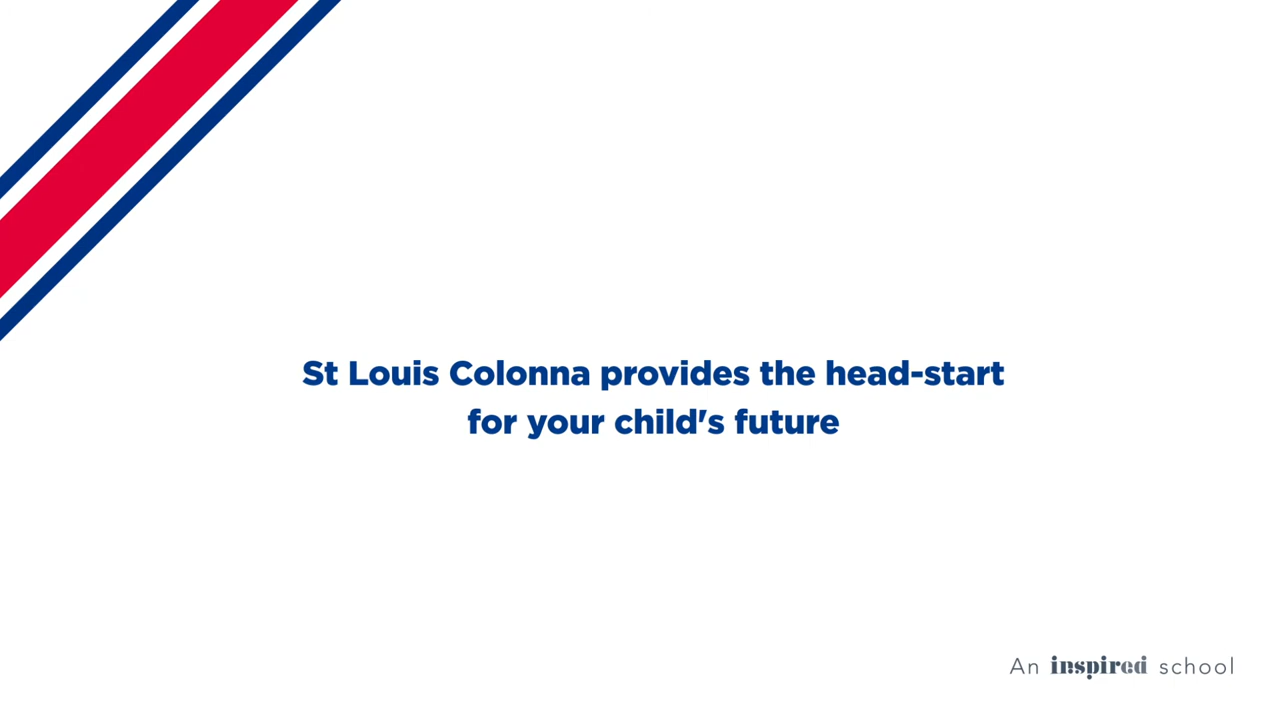 St Louis Colonna provides the head-start
for your child's future
An inspired school